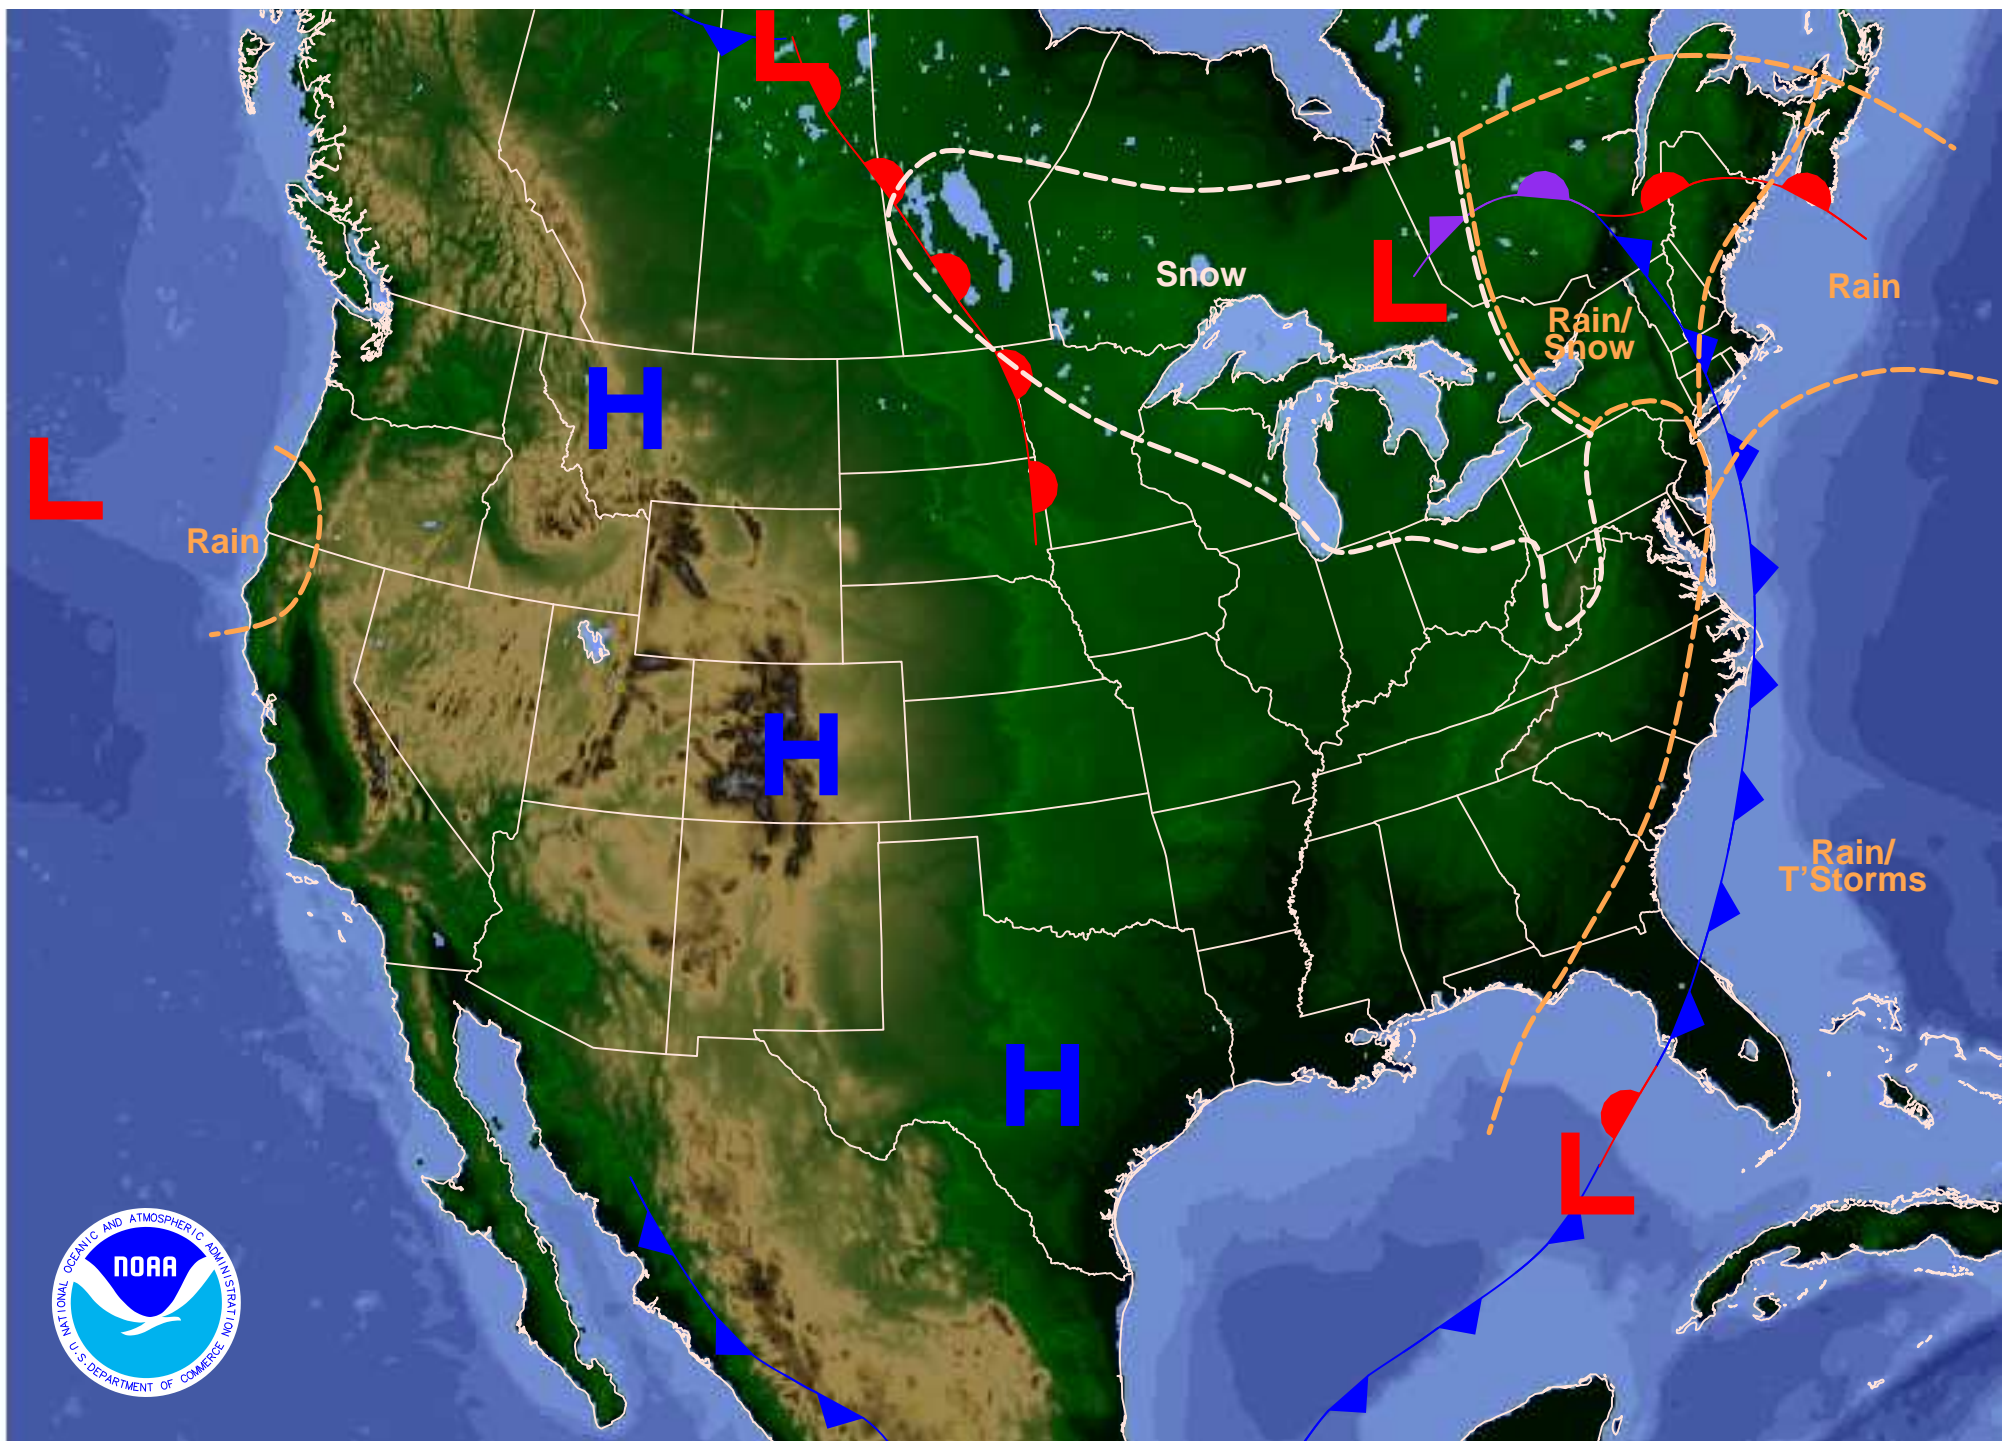 L
Snow
L
Rain
Rain/
Snow
H
L
Rain
H
Rain/
T'Storms
H
L
NATIONAL OCEANIC AND ATMOSPHERIC ADMINISTRATION
NOAA
U.S. DEPARTMENT OF COMMERCE